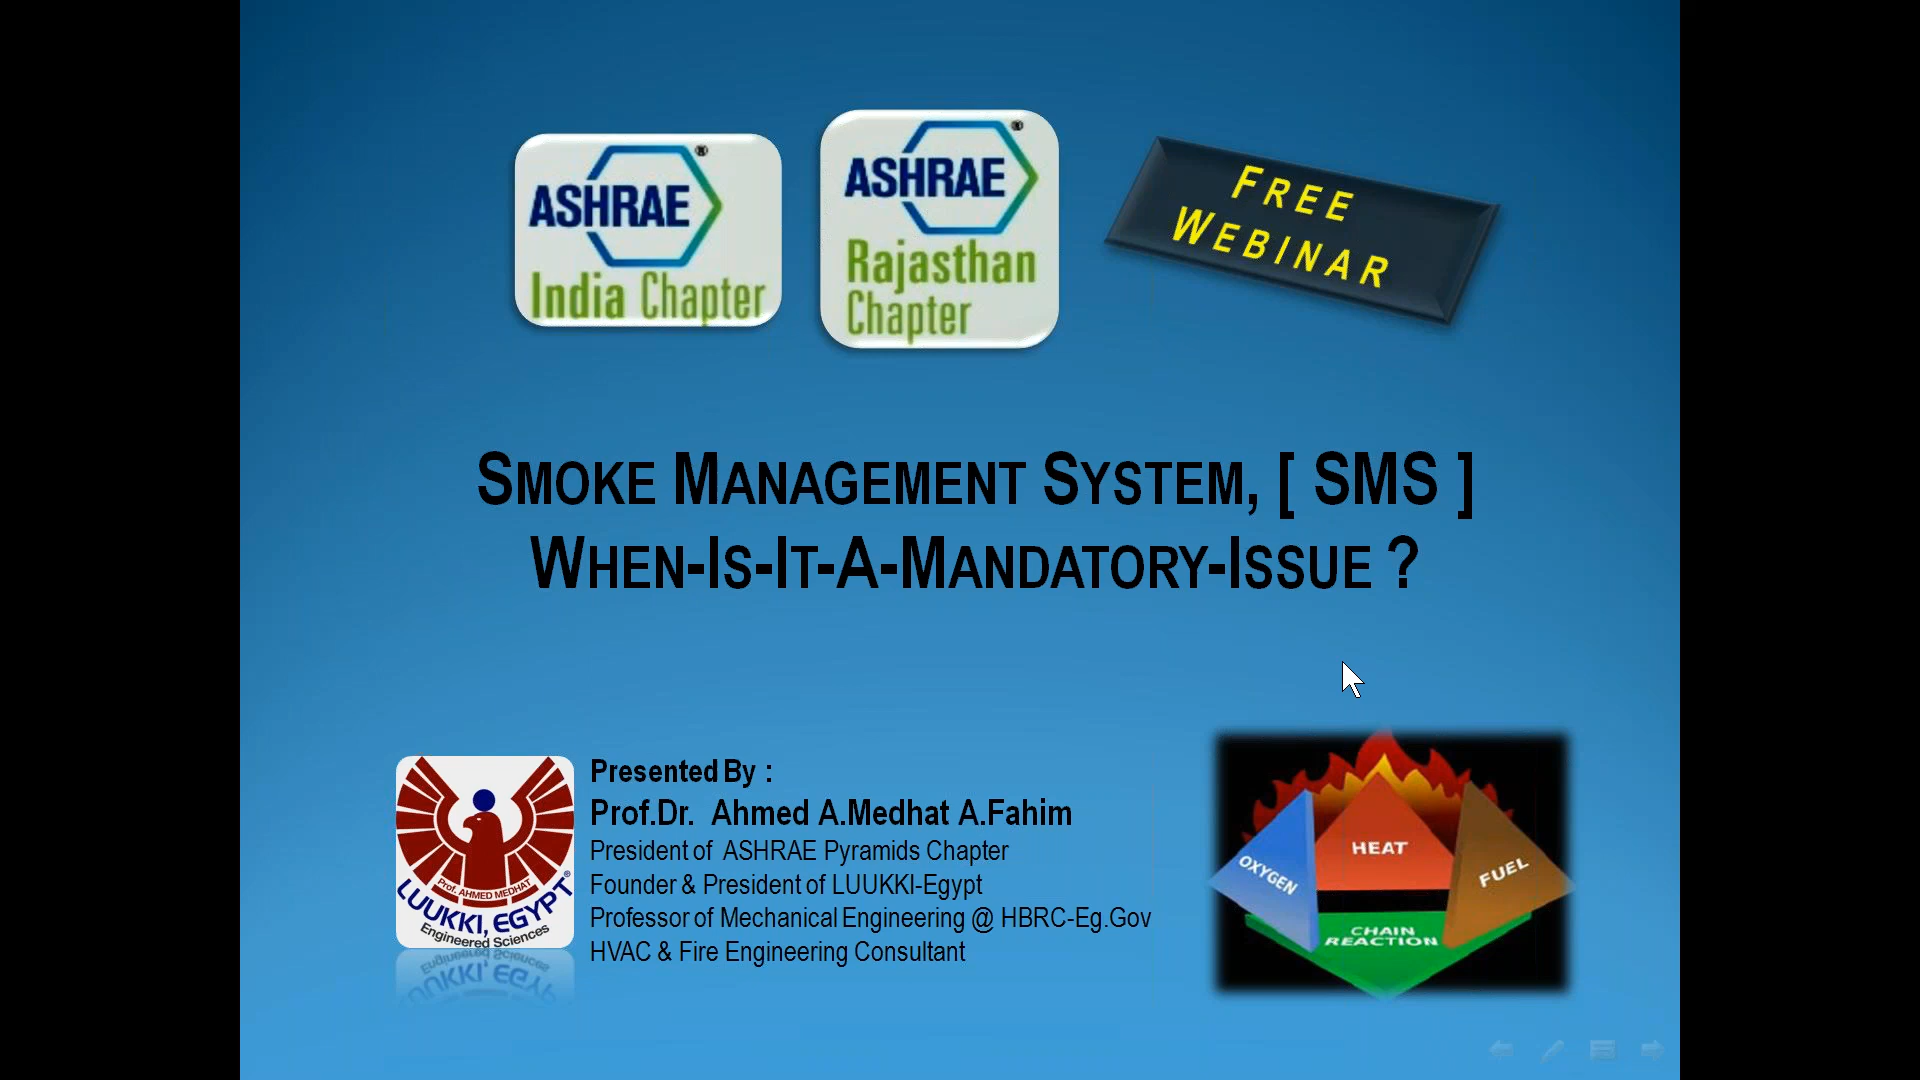 ASHRAE®
India Chapter
ASHRAE®
Rajasthan
Chapter
FREE
WEBINAR
SMOKE MANAGEMENT SYSTEM, [ SMS ]
WHEN-IS-IT-A-MANDATORY-ISSUE ?
Presented By :
Prof.Dr. Ahmed A.Medhat A.Fahim
President of ASHRAE Pyramids Chapter
Founder & President of LUUKKI-Egypt
Professor of Mechanical Engineering @ HBRC-Eg.Gov
HVAC & Fire Engineering Consultant
Prof. AHMED MEDHAT
LUUKKI, EGYPT®
Engineered Sciences
OXYGEN
HEAT
FUEL
CHAIN
REACTION